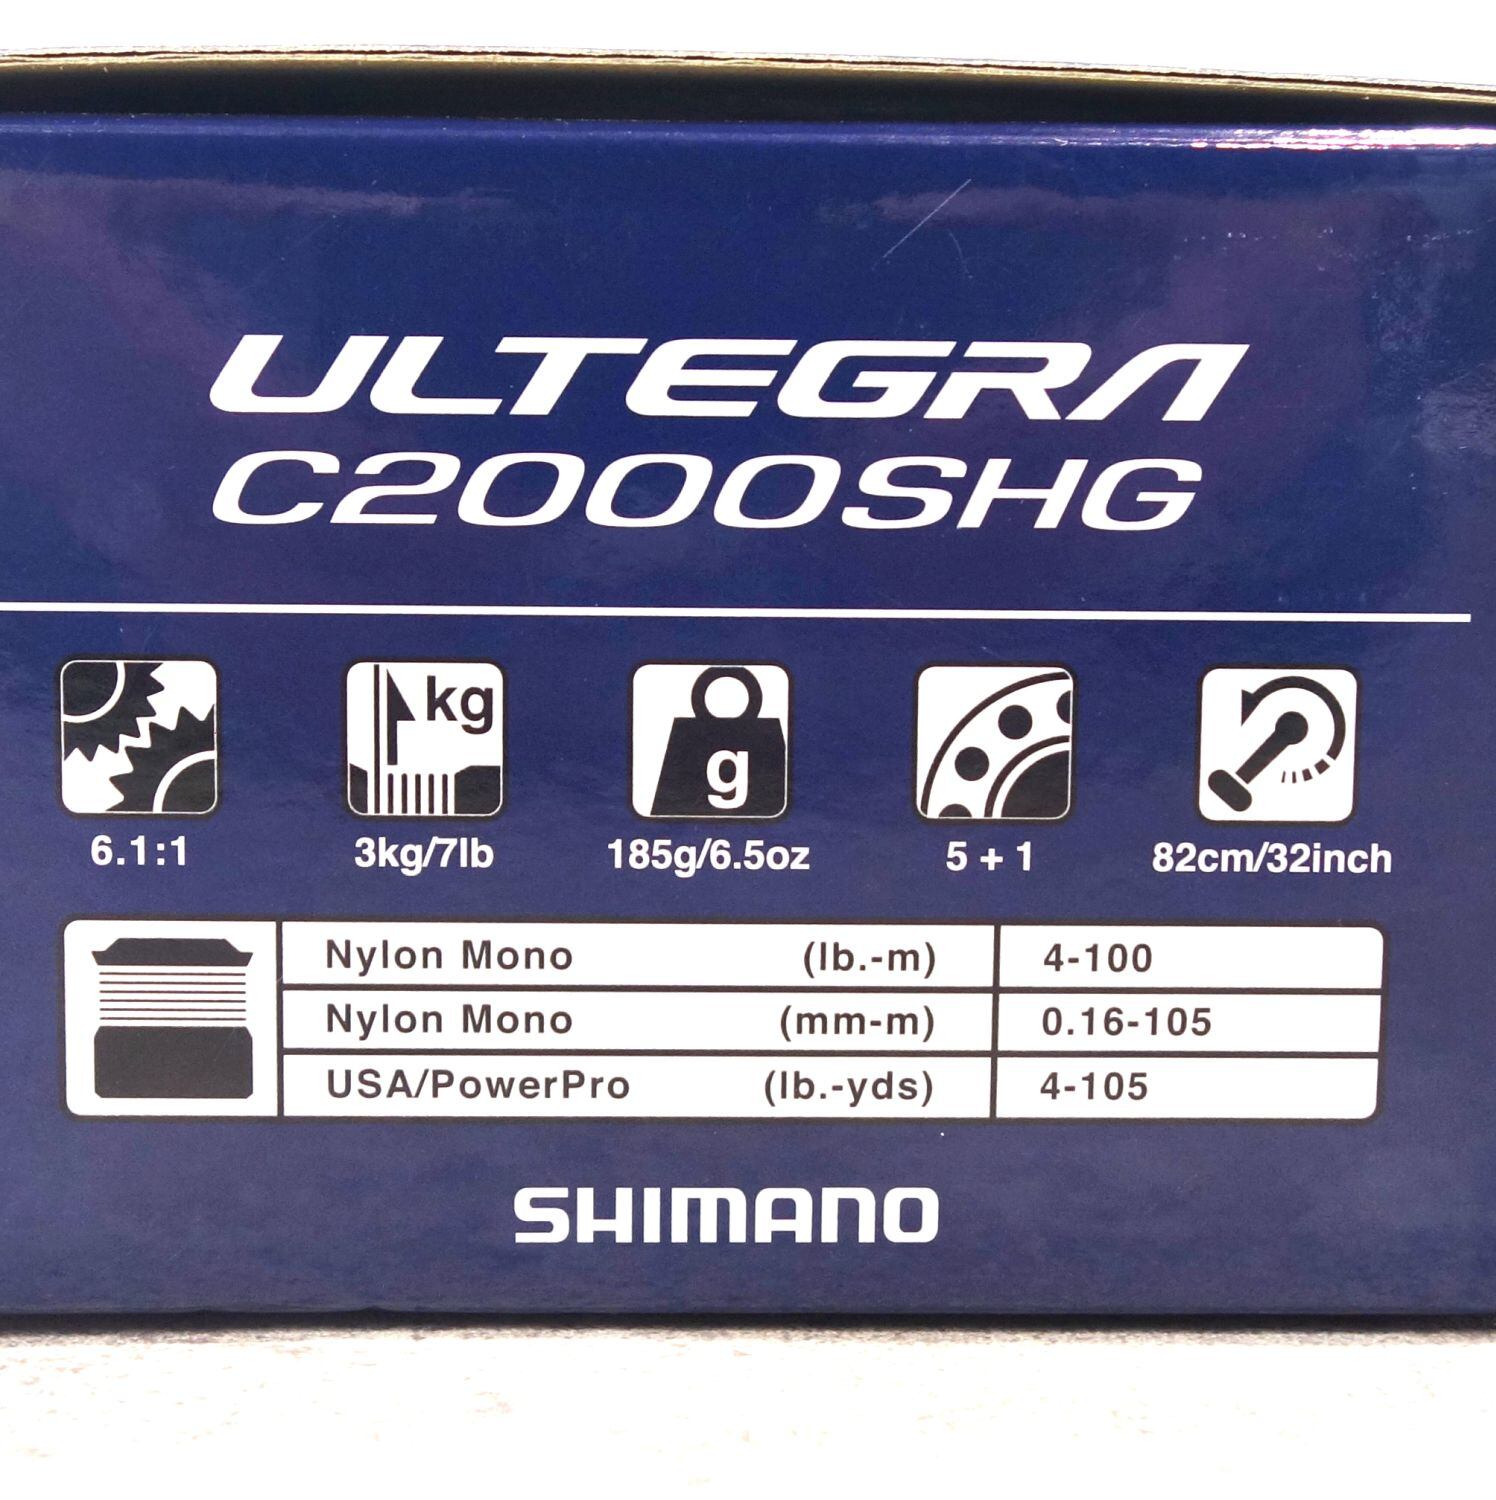 ULTEGRA
C2000SHG
kg
g
6.1:1 3kg/7lb 185g/6.5oz 5 + 1 82cm/32inch
Nylon Mono (lb.-m) 4-100
Nylon Mono (mm-m) 0.16-105
USA/PowerPro (lb.-yds) 4-105
SHIMANO